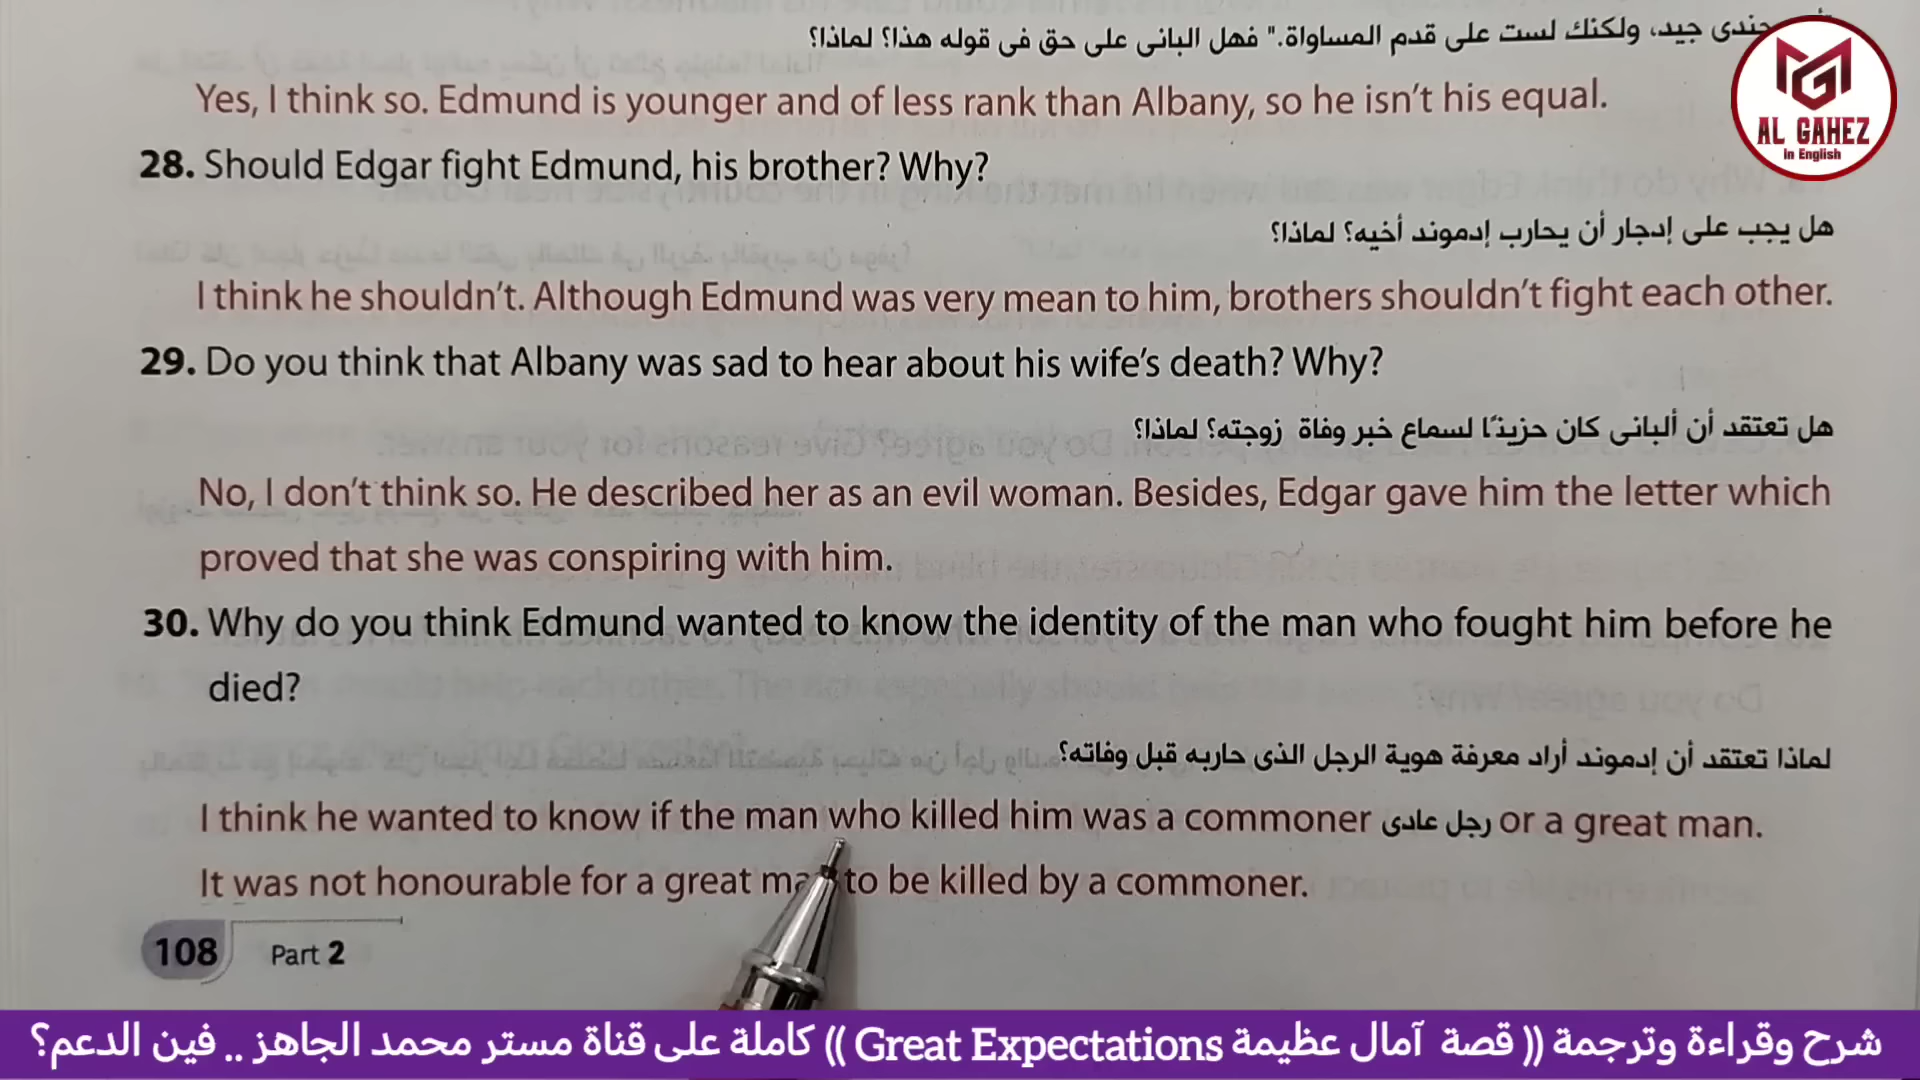 جندى جيد، ولكنك لست على قدم المساواة." فهل البانى على حق فى قوله هذا؟ لماذا؟
Yes, I think so. Edmund is younger and of less rank than Albany, so he isn't his equal.
AL GAHEZ
in English
28. Should Edgar fight Edmund, his brother? Why?
هل يجب على إدجار أن يحارب إدموند أخيه؟ لماذا؟
I think he shouldn't. Although Edmund was very mean to him, brothers shouldn't fight each other.
29. Do you think that Albany was sad to hear about his wife's death? Why?
هل تعتقد أن ألبانى كان حزينًا لسماع خبر وفاة زوجته؟ لماذا؟
No, I don't think so. He described her as an evil woman. Besides, Edgar gave him the letter which
proved that she was conspiring with him.
30. Why do you think Edmund wanted to know the identity of the man who fought him before he
died?
لماذا تعتقد أن إدموند أراد معرفة هوية الرجل الذى حاربه قبل وفاته؟
I think he wanted to know if the man who killed him was a commoner رجل عادى or a great man.
It was not honourable for a great man to be killed by a commoner.
108 Part 2
شرح وقراءة وترجمة (( قصة آمال عظيمة Great Expectations )) كاملة على قناة مستر محمد الجاهز .. فين الدعم؟